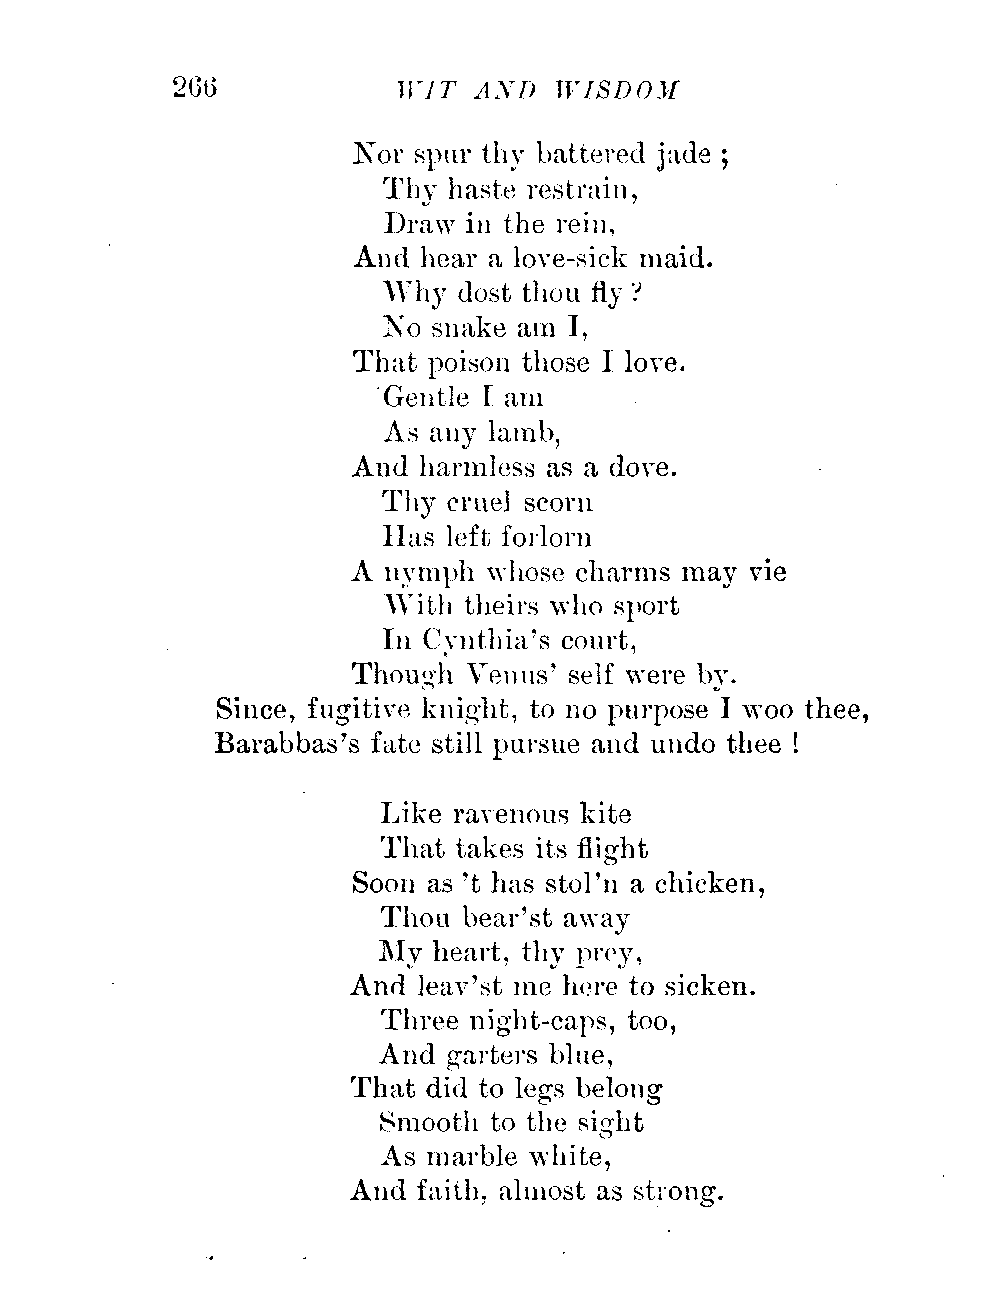 266 WIT AND WISDOM
Nor spur thy battered jade ;
Thy haste restrain,
Draw in the rein,
And hear a love-sick maid.
Why dost thou fly ?
No snake am I,
That poison those I love.
Gentle I am
As any lamb,
And harmless as a dove.
Thy cruel scorn
Has left forlorn
A nymph whose charms may vie
With theirs who sport
In Cynthia's court,
Though Venus' self were by.
Since, fugitive knight, to no purpose I woo thee,
Barabbas's fate still pursue and undo thee !
Like ravenous kite
That takes its flight
Soon as 't has stol'n a chicken,
Thou bear'st away
My heart, thy prey,
And leav'st me here to sicken.
Three night-caps, too,
And garters blue,
That did to legs belong
Smooth to the sight
As marble white,
And faith, almost as strong.